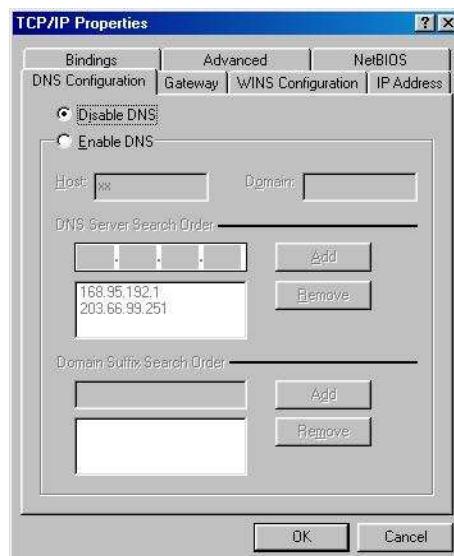 TCP/IP Properties
Bindings Advanced NetBIOS
DNS Configuration Gateway WINS Configuration IP Address
Disable DNS
Enable DNS
Host: xx Domain:
DNS Server Search Order
Add
168.95.192.1
203.66.99.251
Remove
Domain Suffix Search Order
Add
Remove
OK Cancel